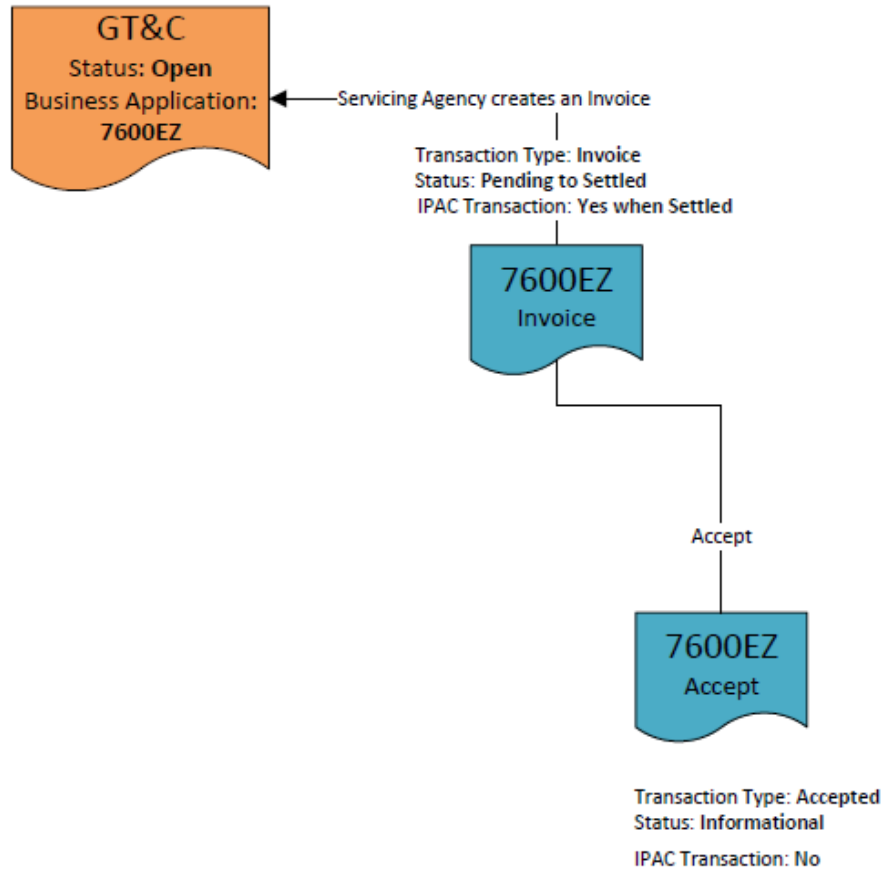 GT&C
Status: Open
Business Application:
7600EZ
Servicing Agency creates an Invoice
Transaction Type: Invoice
Status: Pending to Settled
IPAC Transaction: Yes when Settled
7600EZ
Invoice
Accept
7600EZ
Accept
Transaction Type: Accepted
Status: Informational
IPAC Transaction: No